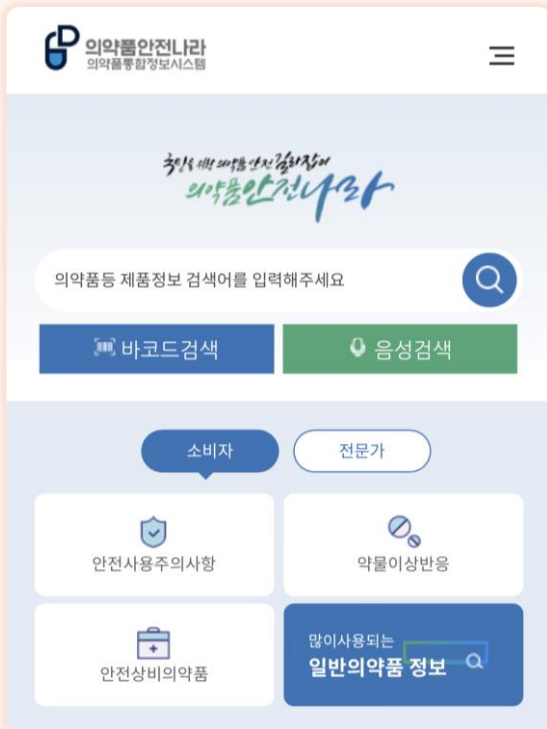 의약품안전나라
의약품통합정보시스템
국민을 위한 의약품 안전 길라잡이
의약품안전나라
의약품등 제품정보 검색어를 입력해주세요
바코드검색
음성검색
소비자
전문가
안전사용주의사항
약물이상반응
안전상비의약품
많이사용되는
일반의약품 정보